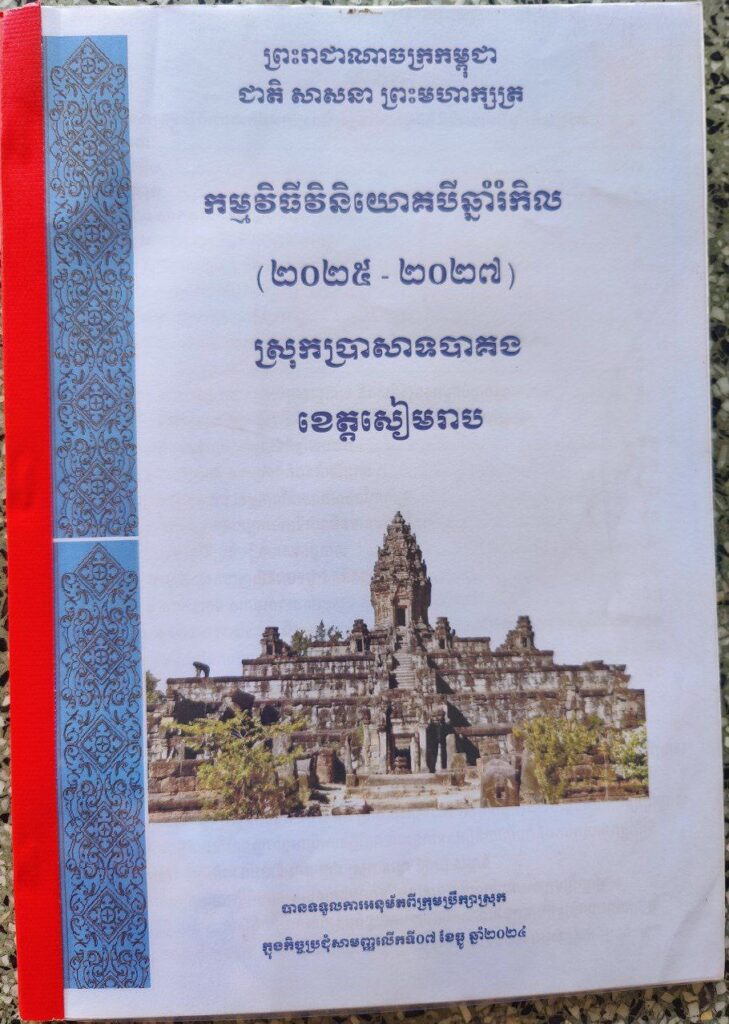 ព្រះរាជាណាចក្រកម្ពុជា
ជាតិ សាសនា ព្រះមហាក្សត្រ
កម្មវិធីវិនិយោគបីឆ្នាំរំកិល
(២០២៥ - ២០២៧)
ស្រុកប្រាសាទបាគង
ខេត្តសៀមរាប
បានទទួលការអនុម័តពីក្រុមប្រឹក្សាស្រុក
ក្នុងកិច្ចប្រជុំសាមញ្ញលើកទី០៧ ខែធ្នូ ឆ្នាំ២០២៤